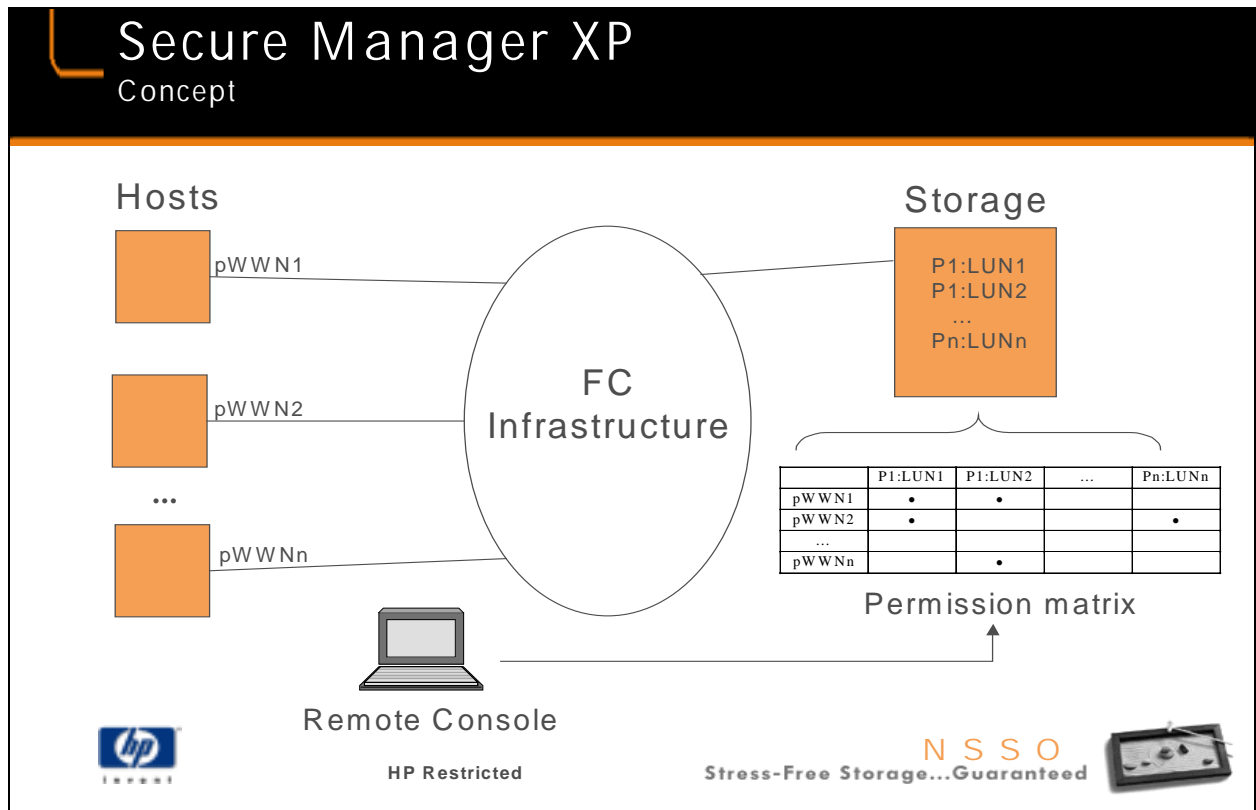 Secure Manager XP
Concept
Hosts
Storage
pWWN1
pWWN2
...
pWWNn
FC
Infrastructure
P1:LUN1
P1:LUN2
...
Pn:LUNn
P1:LUN1 P1:LUN2 ... Pn:LUNn
pWWN1 • •
pWWN2 • •
...
pWWNn •
Permission matrix
Remote Console
hp
invent
HP Restricted
NSSO
Stress-Free Storage...Guaranteed